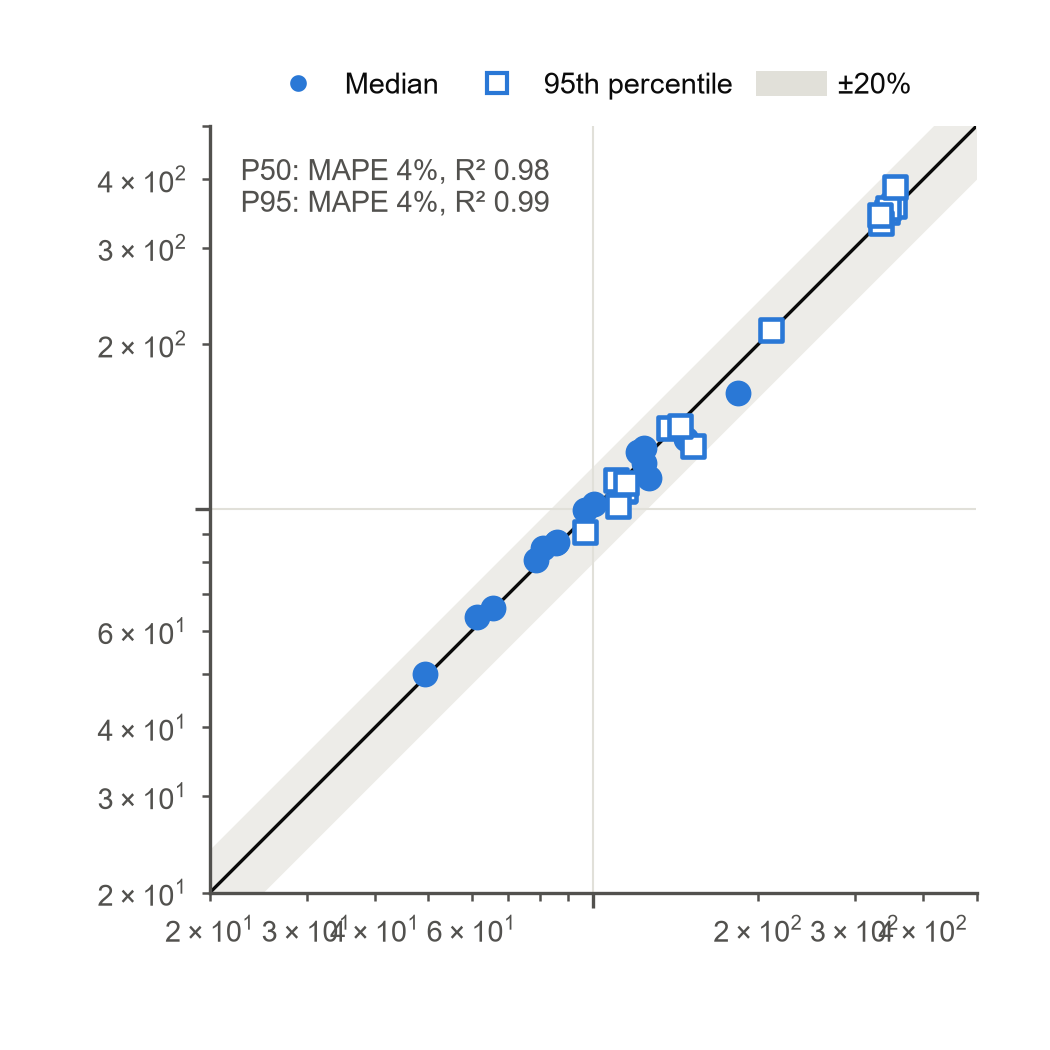 Median 95th percentile ±20%
P50: MAPE 4%, R² 0.98
P95: MAPE 4%, R² 0.99
4 × 10²
3 × 10²
2 × 10²
6 × 10¹
4 × 10¹
3 × 10¹
2 × 10¹
2 × 10¹ 3 × 10¹ 4 × 10¹ 6 × 10¹ 2 × 10² 3 × 10² 4 × 10²